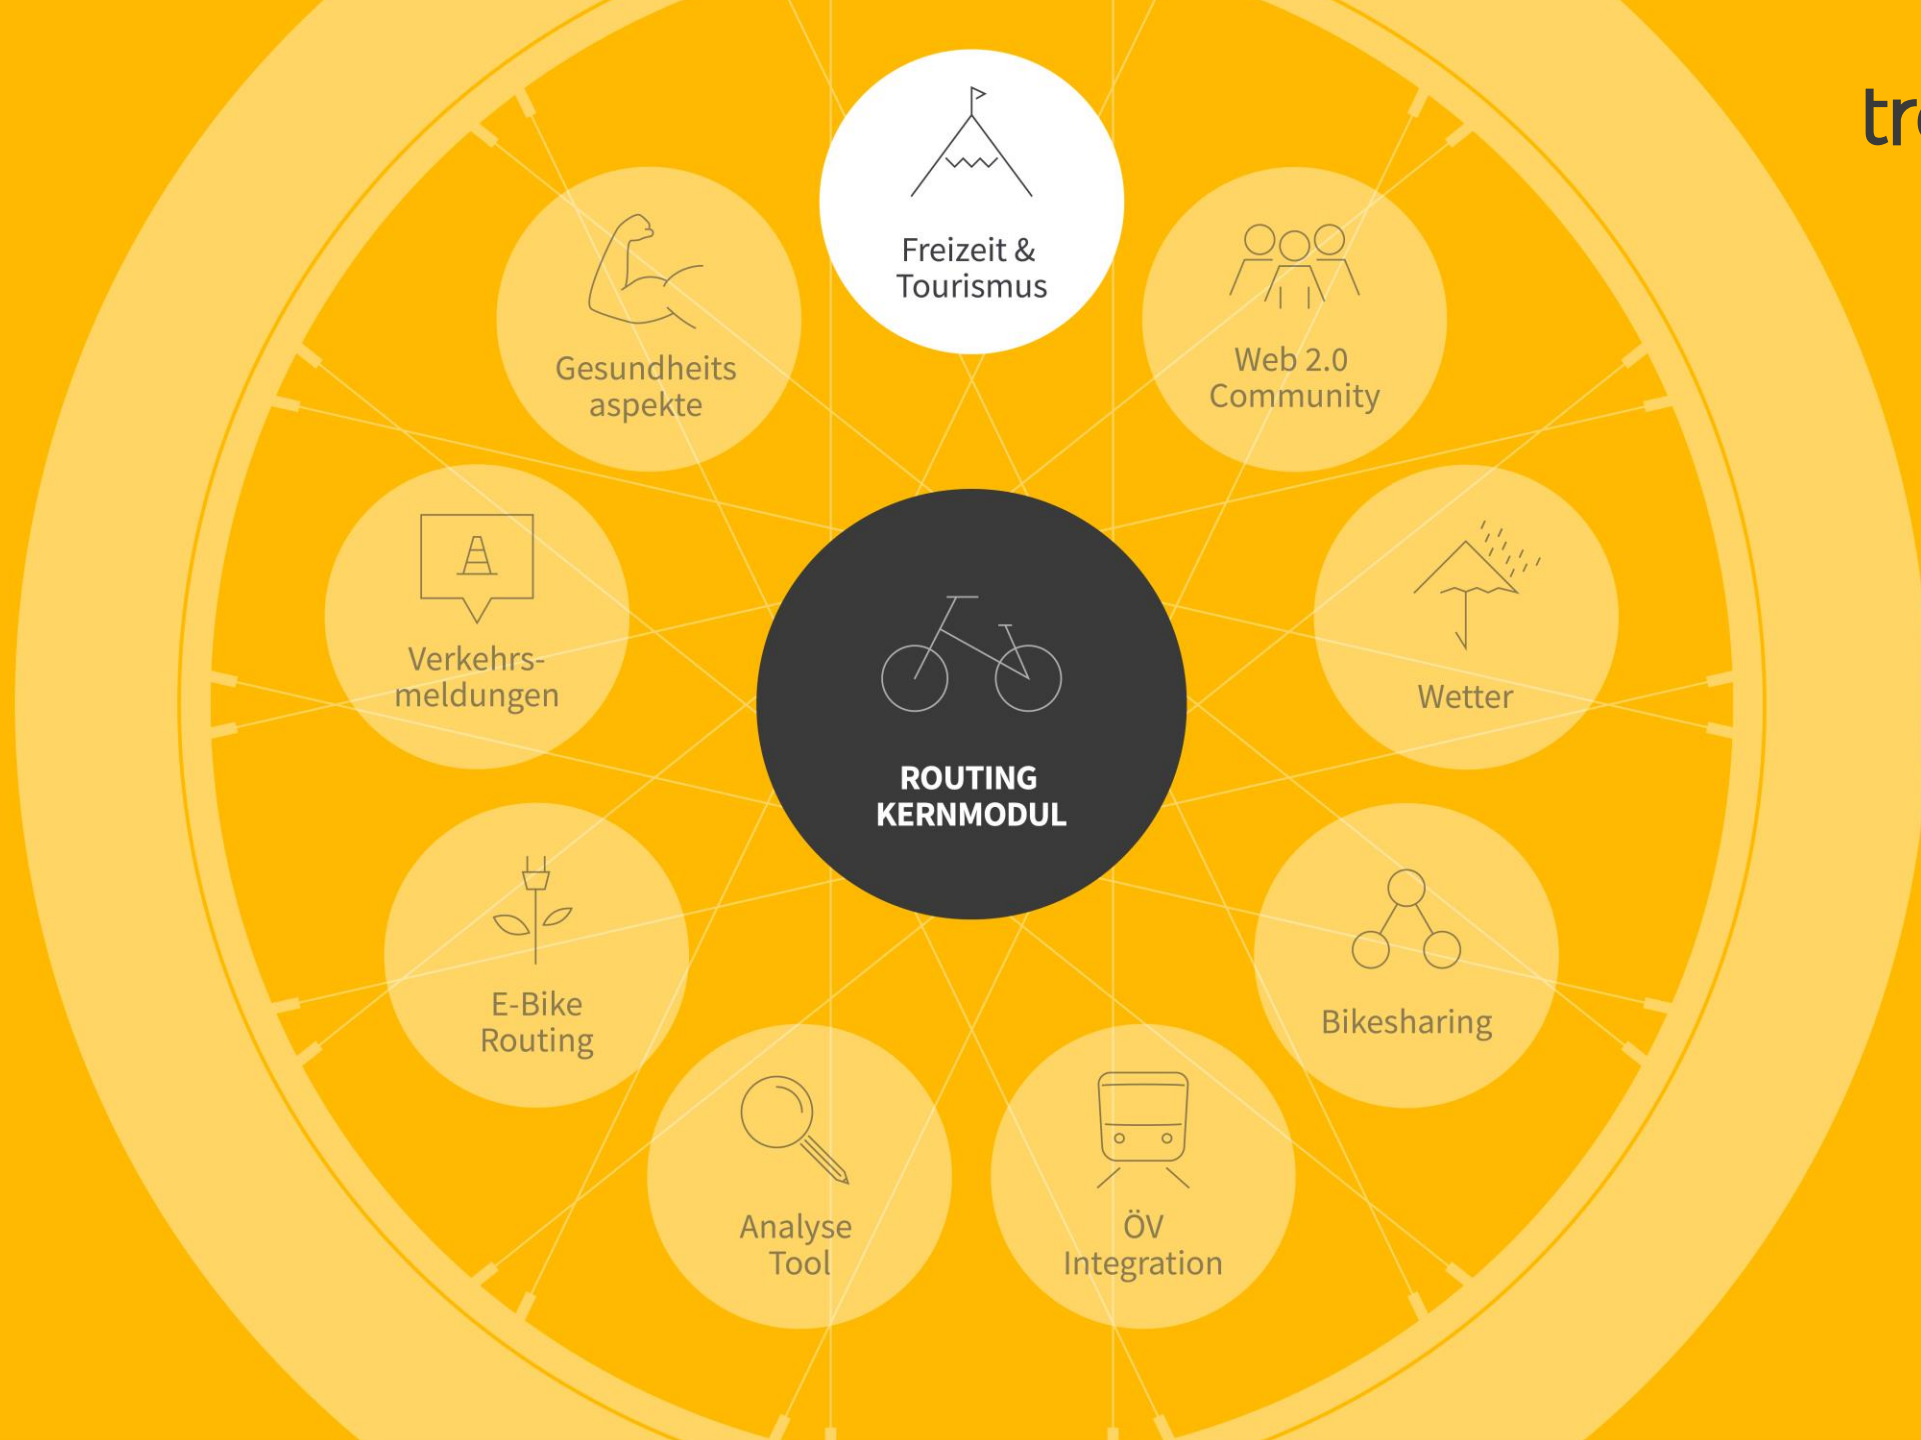 Freizeit &
Tourismus
Web 2.0
Community
Gesundheits
aspekte
Verkehrs-
meldungen
Wetter
ROUTING
KERNMODUL
E-Bike
Routing
Bikesharing
Analyse
Tool
ÖV
Integration